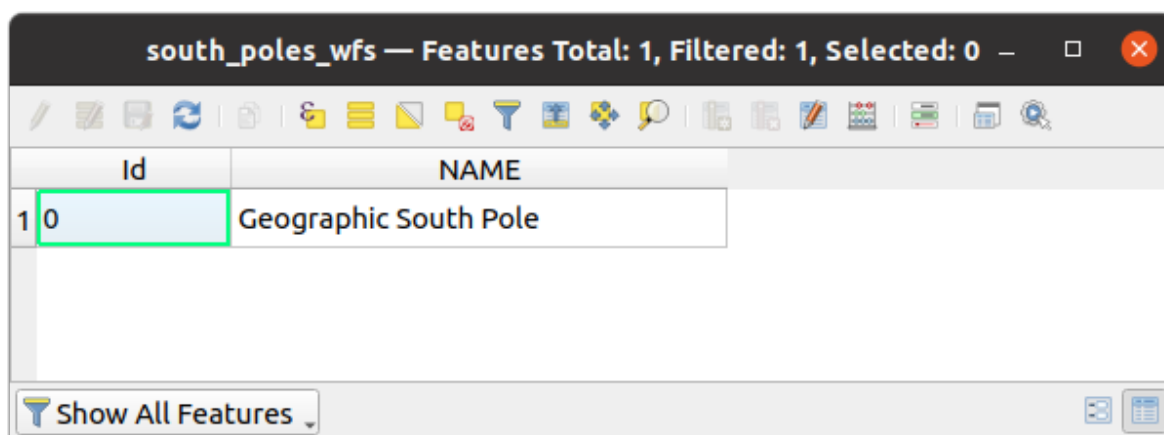 south_poles_wfs — Features Total: 1, Filtered: 1, Selected: 0
Id NAME
1 0 Geographic South Pole
Show All Features